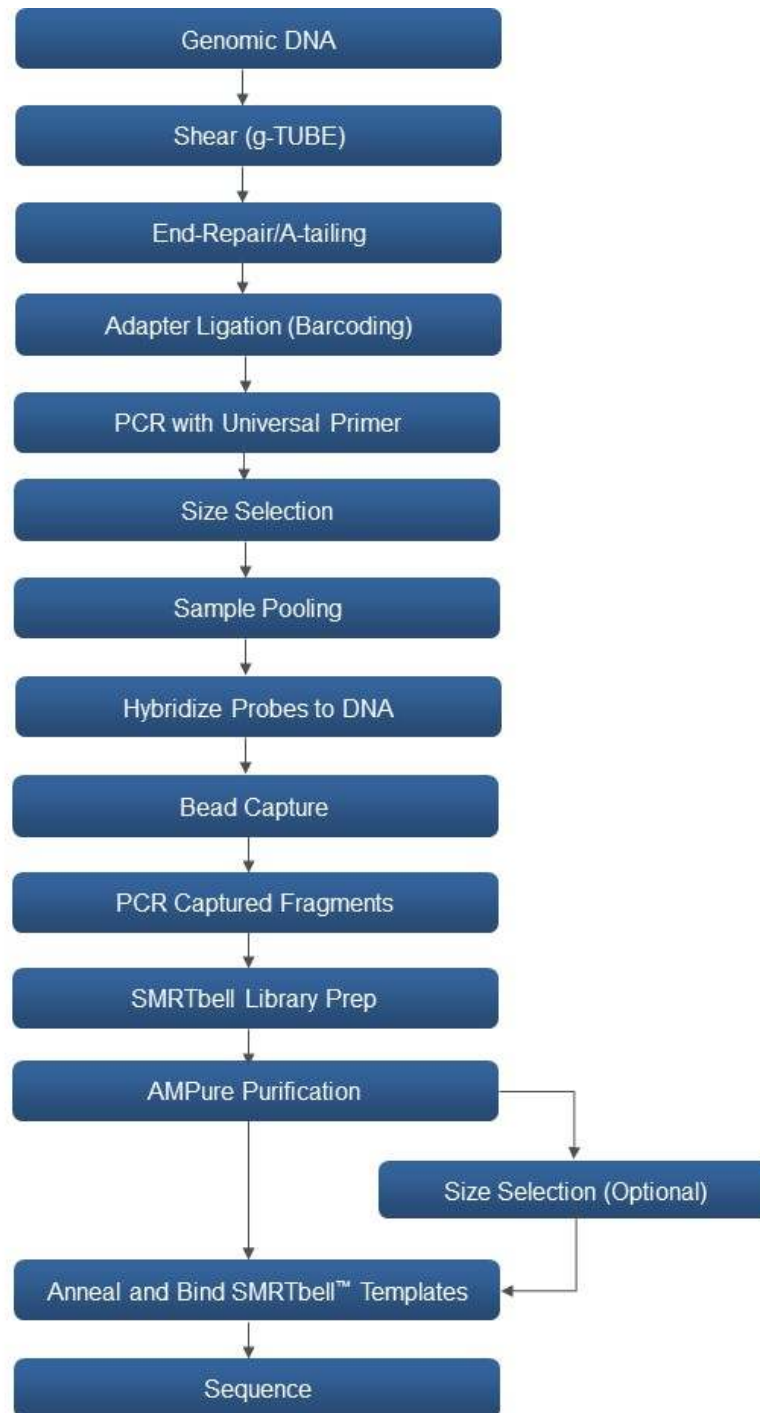 Genomic DNA
Shear (g-TUBE)
End-Repair/A-tailing
Adapter Ligation (Barcoding)
PCR with Universal Primer
Size Selection
Sample Pooling
Hybridize Probes to DNA
Bead Capture
PCR Captured Fragments
SMRTbell Library Prep
AMPure Purification
Size Selection (Optional)
Anneal and Bind SMRTbell™ Templates
Sequence